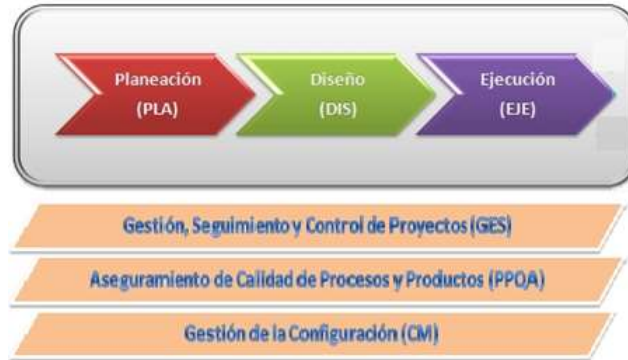 Planeación
(PLA)
Diseño
(DIS)
Ejecución
(EJE)
Gestión, Seguimiento y Control de Proyectos (GES)
Aseguramiento de Calidad de Procesos y Productos (PPQA)
Gestión de la Configuración (CM)